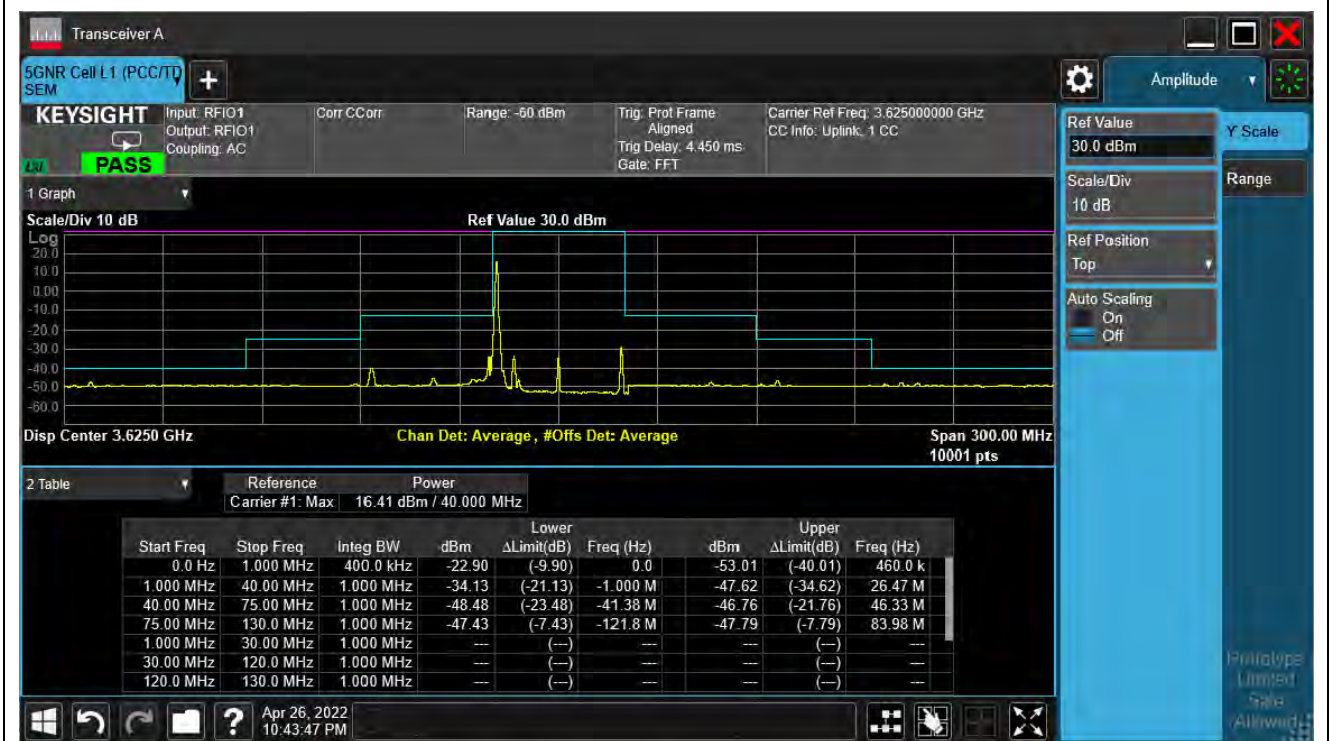 Transceiver A
5GNR Cell L1 (PCC/TD
SEM
KEYSIGHT
PASS
Input: RFIO1
Output: RFIO1
Coupling: AC
Corr CCorr
Range: -60 dBm
Trig: Prot Frame
Aligned
Trig Delay: 4.450 ms
Gate: FFT
Carrier Ref Freq: 3.625000000 GHz
CC Info: Uplink, 1 CC
1 Graph
Scale/Div 10 dB
Ref Value 30.0 dBm
Log
20.0
10.0
0.00
-10.0
-20.0
-30.0
-40.0
-50.0
-60.0
Disp Center 3.6250 GHz
Chan Det: Average , #Offs Det: Average
Span 300.00 MHz
10001 pts
2 Table
Reference Power
Carrier #1: Max 16.41 dBm / 40.000 MHz
Lower Upper
Start Freq Stop Freq Integ BW dBm ΔLimit(dB) Freq (Hz) dBm ΔLimit(dB) Freq (Hz)
0.0 Hz 1.000 MHz 400.0 kHz -22.90 (-9.90) 0.0 -53.01 (-40.01) 460.0 k
1.000 MHz 40.00 MHz 1.000 MHz -34.13 (-21.13) -1.000 M -47.62 (-34.62) 26.47 M
40.00 MHz 75.00 MHz 1.000 MHz -48.48 (-23.48) -41.38 M -46.76 (-21.76) 46.33 M
75.00 MHz 130.0 MHz 1.000 MHz -47.43 (-7.43) -121.8 M -47.79 (-7.79) 83.98 M
1.000 MHz 30.00 MHz 1.000 MHz --- (---) --- --- (---) ---
30.00 MHz 120.0 MHz 1.000 MHz --- (---) --- --- (---) ---
120.0 MHz 130.0 MHz 1.000 MHz --- (---) --- --- (---) ---
Apr 26, 2022
10:43:47 PM
Amplitude
Ref Value
30.0 dBm
Scale/Div
10 dB
Ref Position
Top
Auto Scaling
On
Off
Y Scale
Range
Prototype
Limited
Sale
Allowed